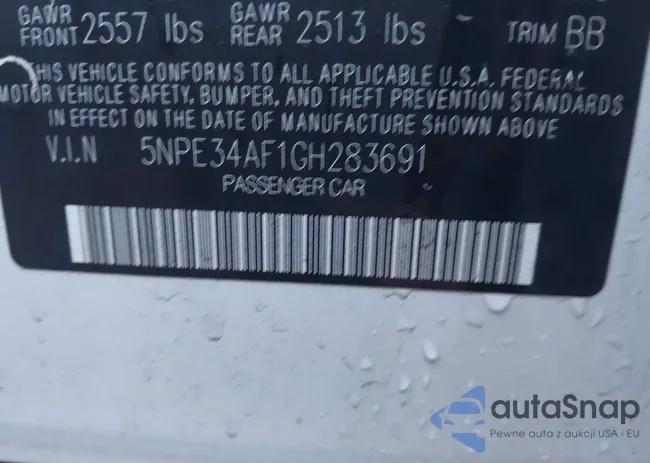 GAWR FRONT 2557 lbs GAWR REAR 2513 lbs TRIM BB
THIS VEHICLE CONFORMS TO ALL APPLICABLE U.S.A. FEDERAL
MOTOR VEHICLE SAFETY, BUMPER, AND THEFT PREVENTION STANDARDS
IN EFFECT ON THE DATE OF MANUFACTURE SHOWN ABOVE.
V.I.N 5NPE34AF1GH283691
PASSENGER CAR
autaSnap
Pewne auta z aukcji USA i EU